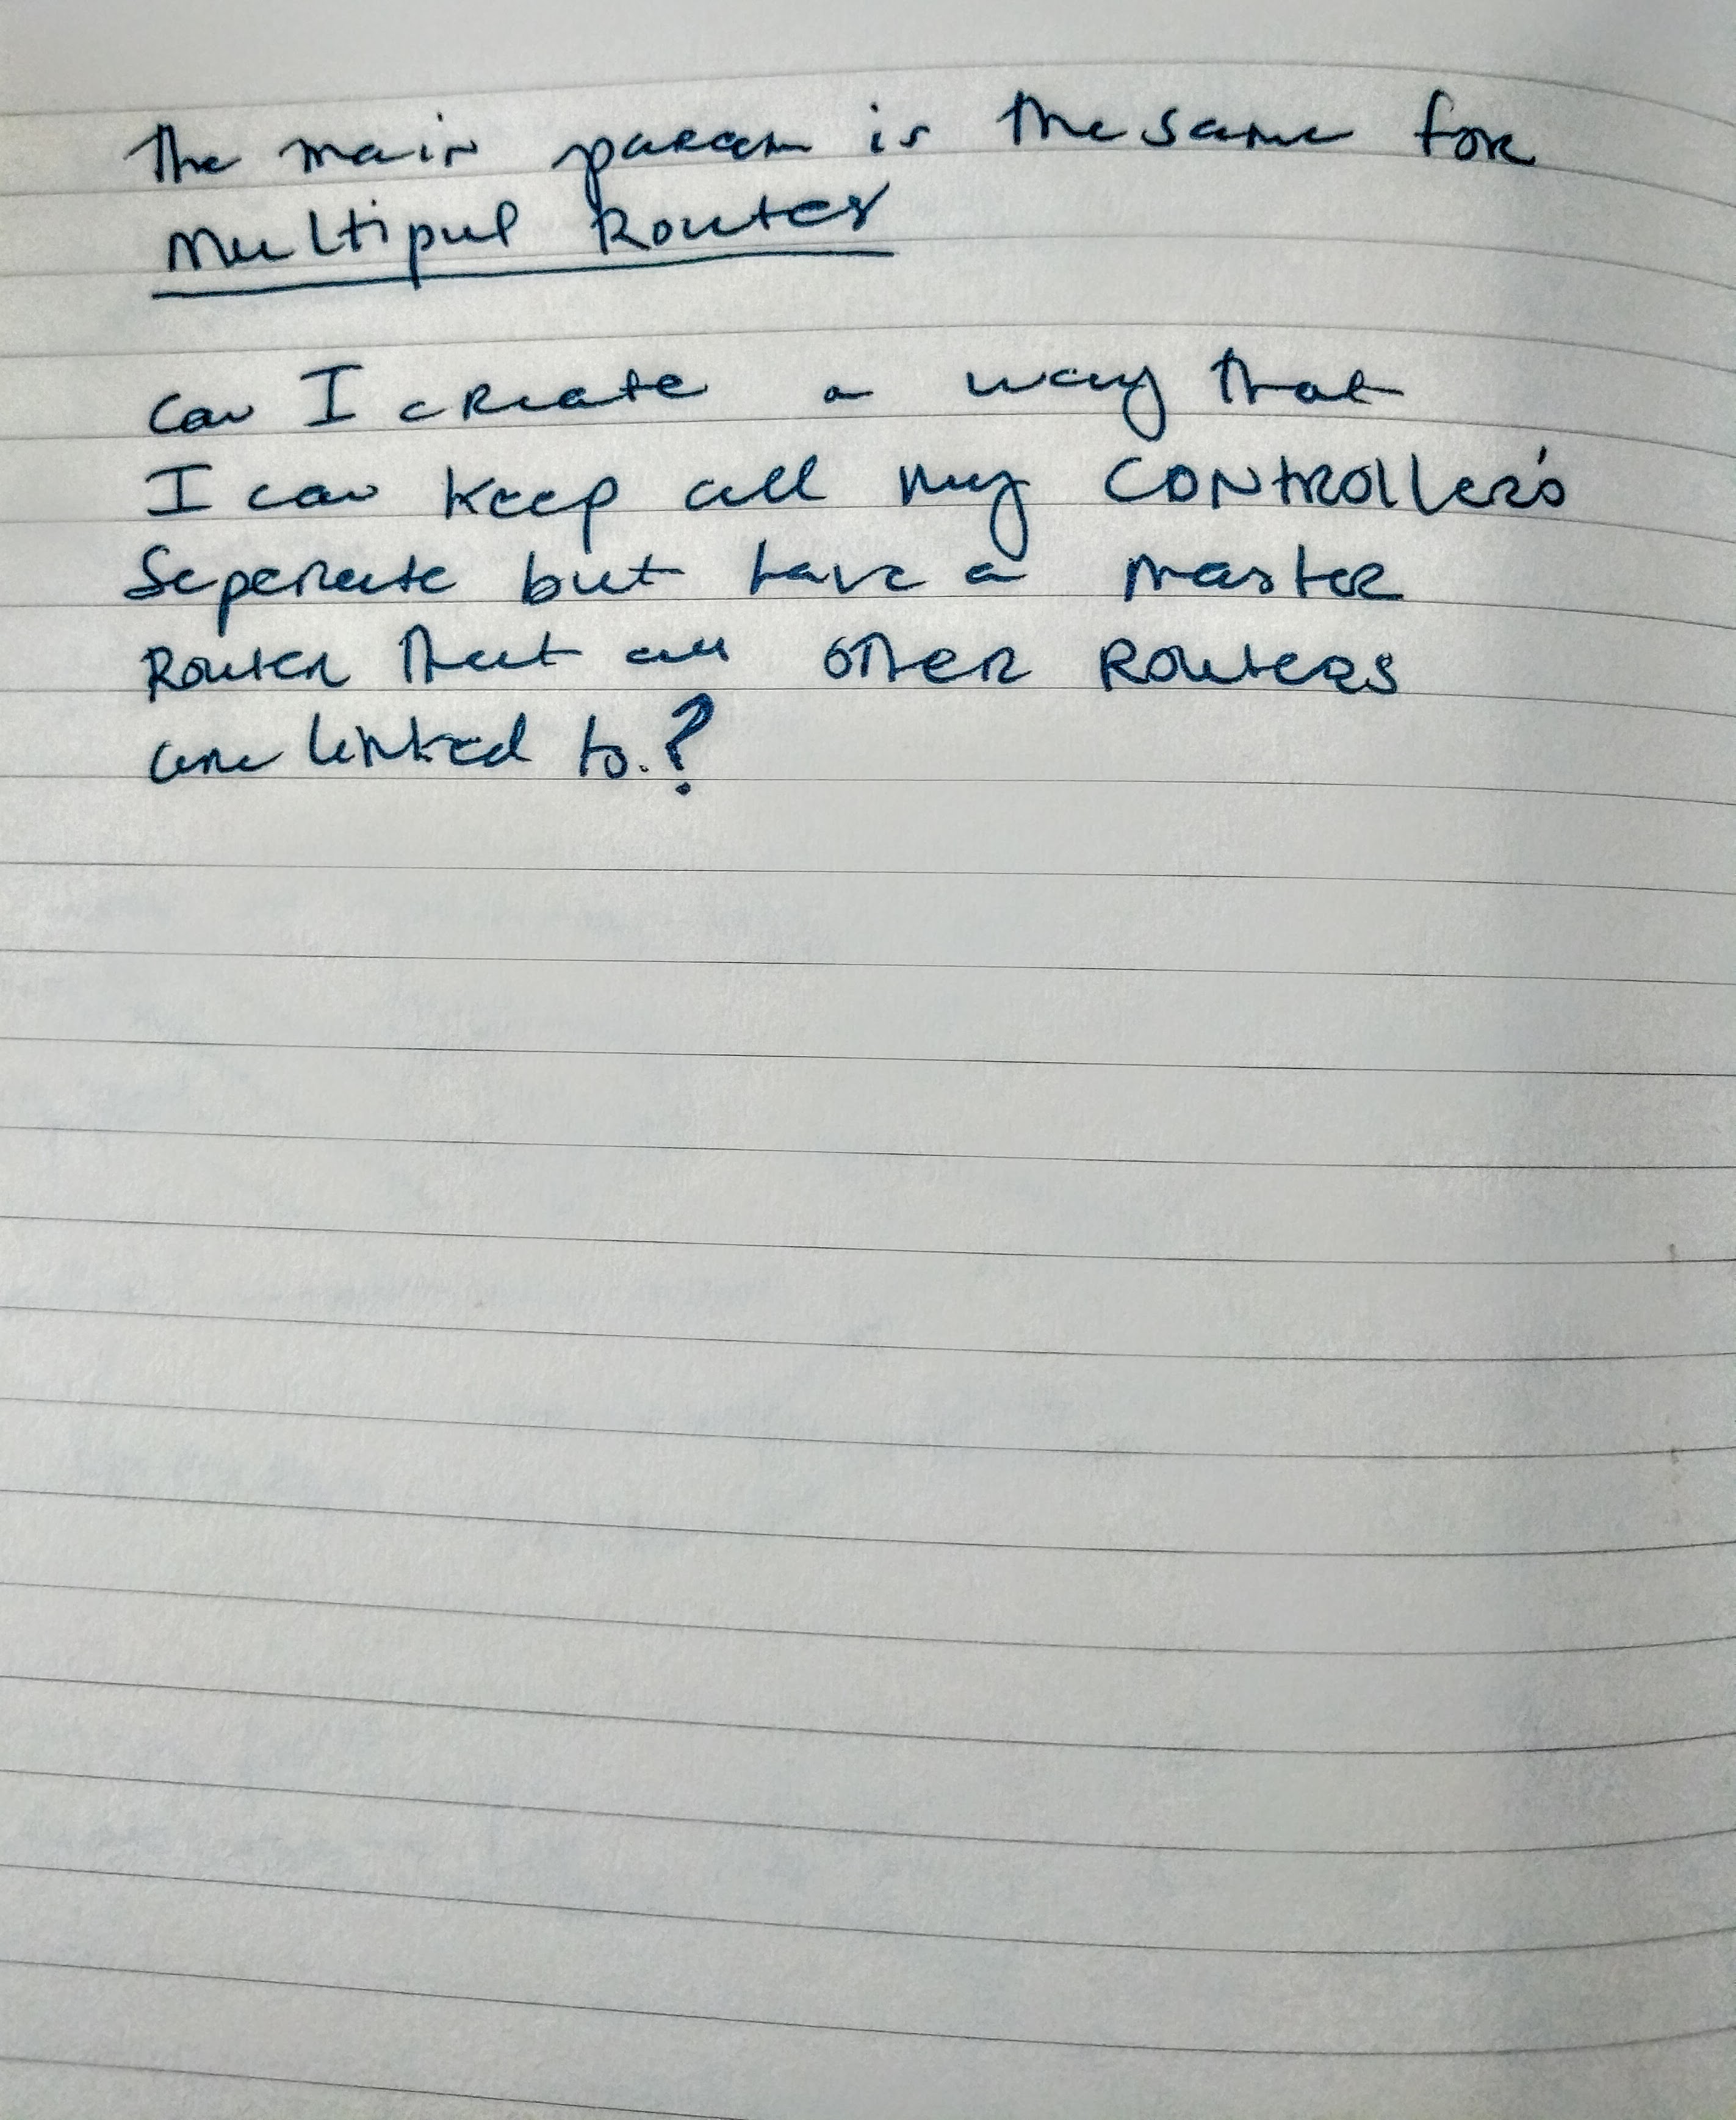 The main param is the same for
Multipul Routes
Can I create a way that
I can keep all my CONTROller's
Seperate but have a master
Router that all other Routers
are linked to.?